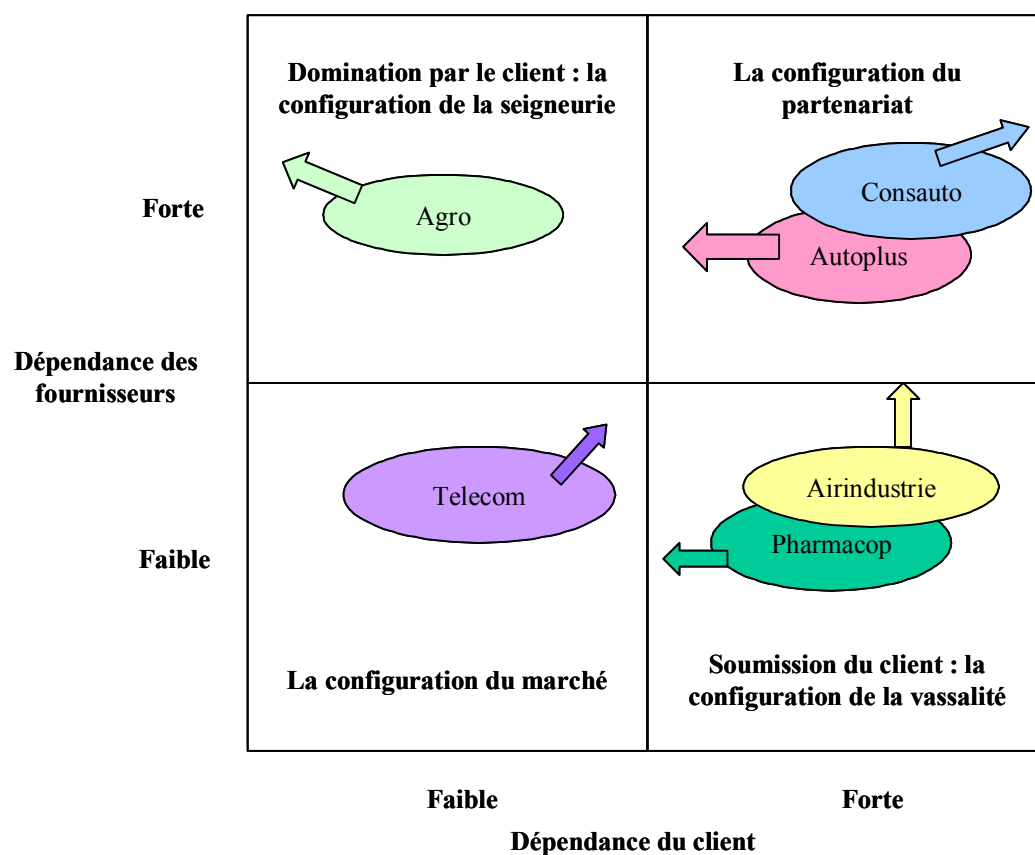 Domination par le client : la
configuration de la seigneurie
La configuration du
partenariat
Forte
Agro
Consauto
Autoplus
Dépendance des
fournisseurs
Telecom
Airindustrie
Pharmacop
Faible
La configuration du marché
Soumission du client : la
configuration de la vassalité
Faible
Forte
Dépendance du client